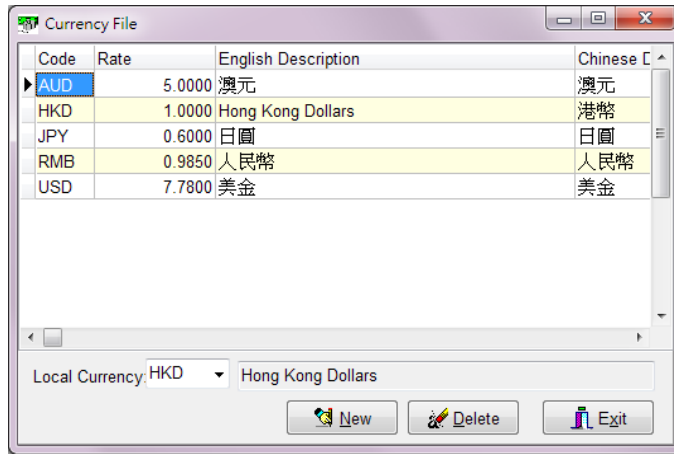 Currency File
Code Rate English Description Chinese D
AUD 5.0000 澳元 澳元
HKD 1.0000 Hong Kong Dollars 港幣
JPY 0.6000 日圓 日圓
RMB 0.9850 人民幣 人民幣
USD 7.7800 美金 美金
Local Currency: HKD Hong Kong Dollars
New Delete Exit